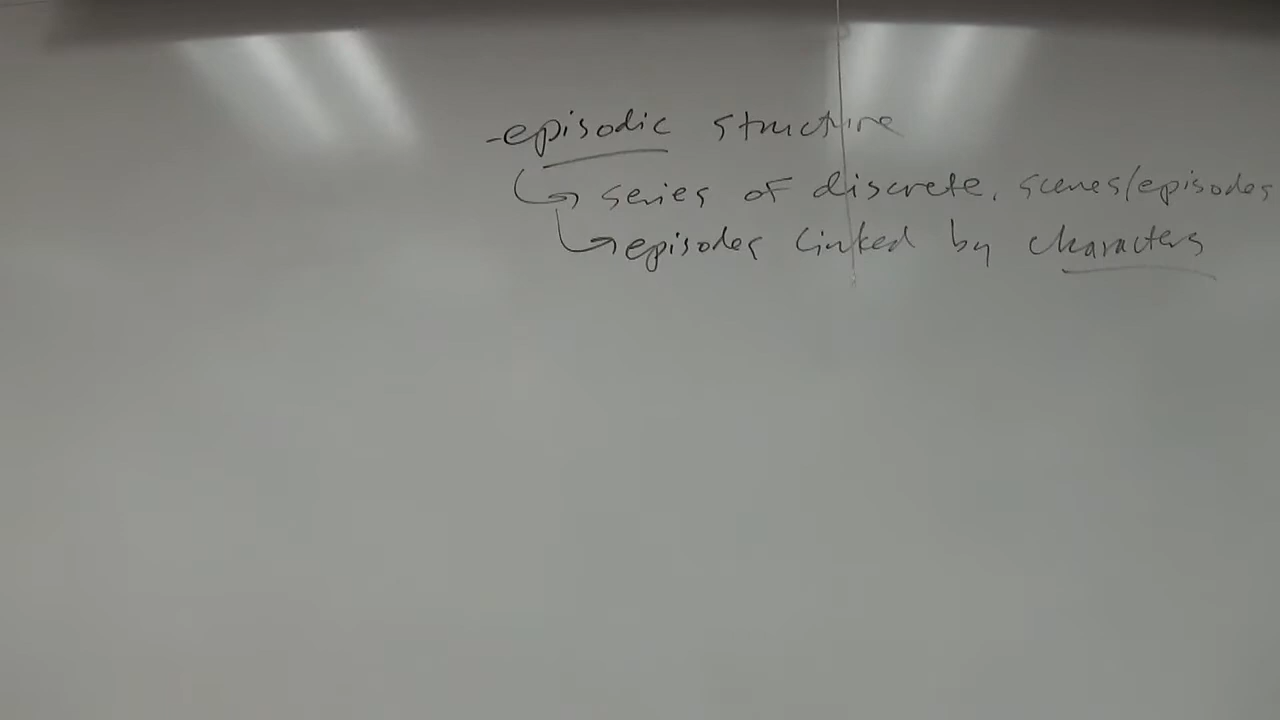 - episodic structure
↳ series of discrete. scenes/episodes
↳ episodes linked by characters